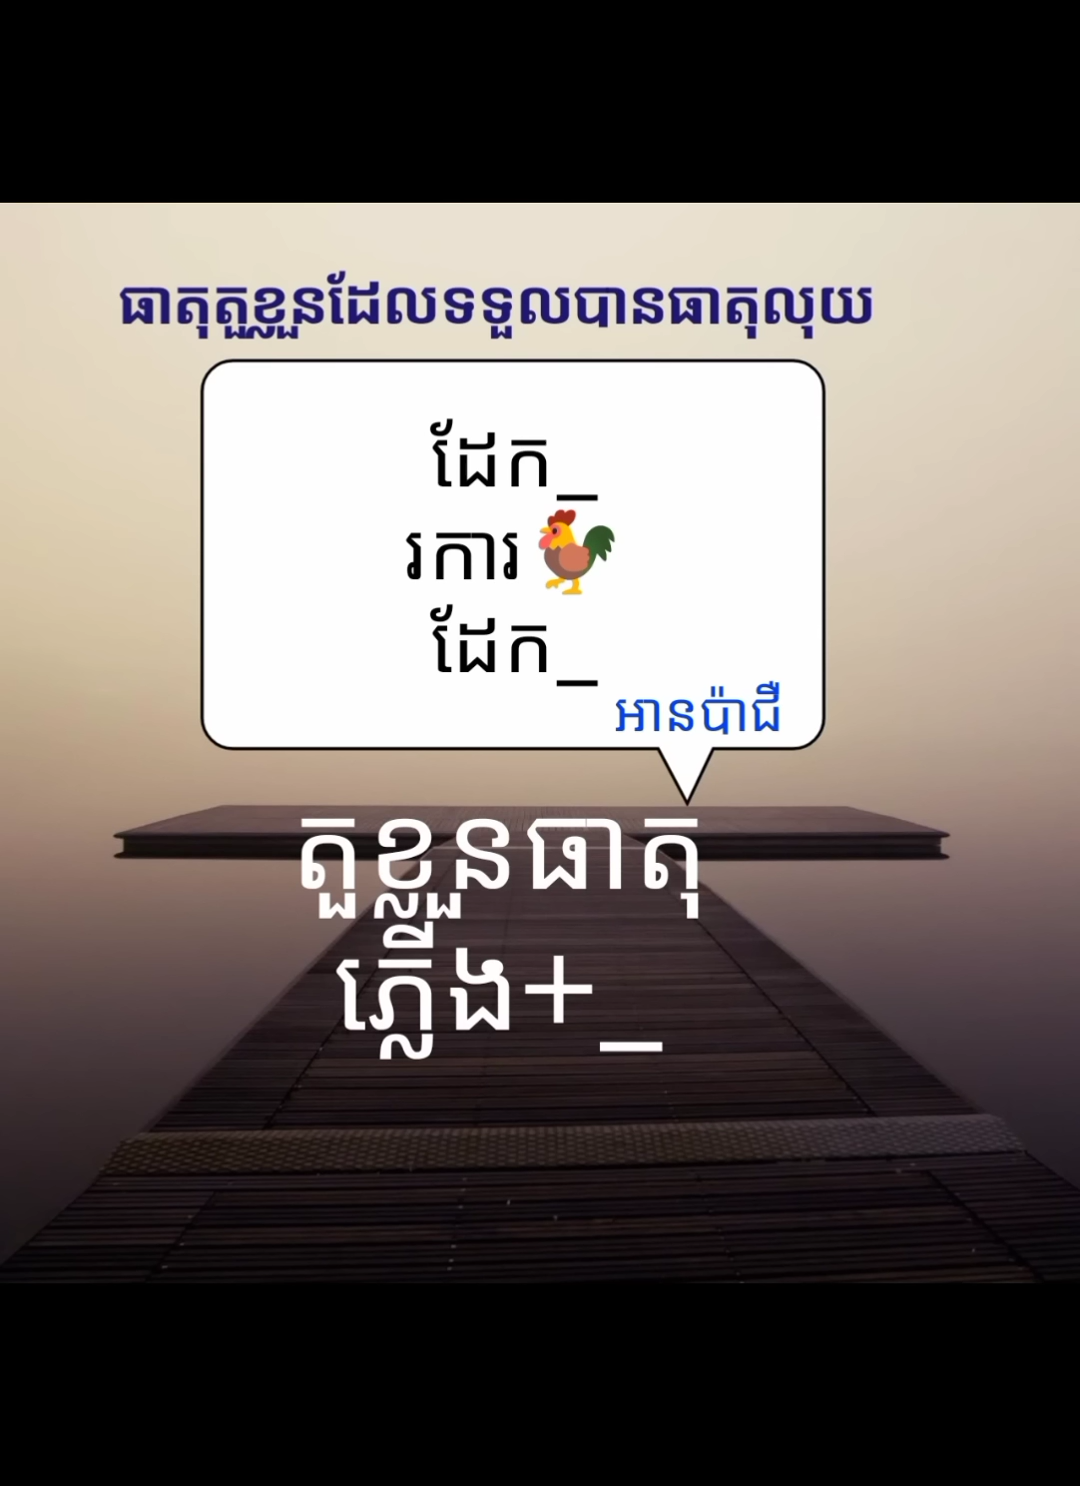 ធាតុតួខ្លួនដែលទទួលបានធាតុលុយ
ដែក_
រការ🐓
ដែក_
អានប៉ាជឺ
តួខ្លួនធាតុ
ភ្លើង+_